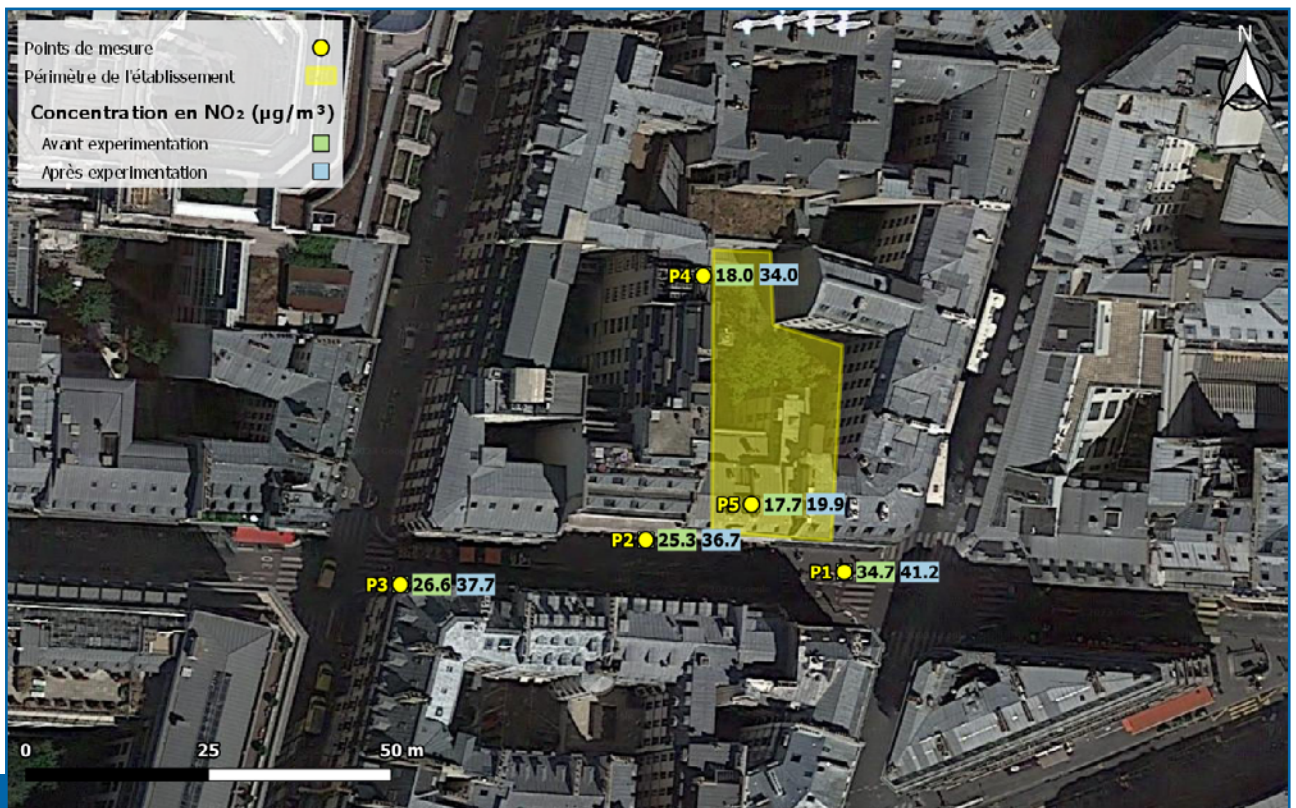 Points de mesure
Périmètre de l'établissement
Concentration en NO₂ (µg/m³)
Avant experimentation
Après experimentation
N
P4 18.0 34.0
P5 17.7 19.9
P2 25.3 36.7
P1 34.7 41.2
P3 26.6 37.7
0 25 50 m